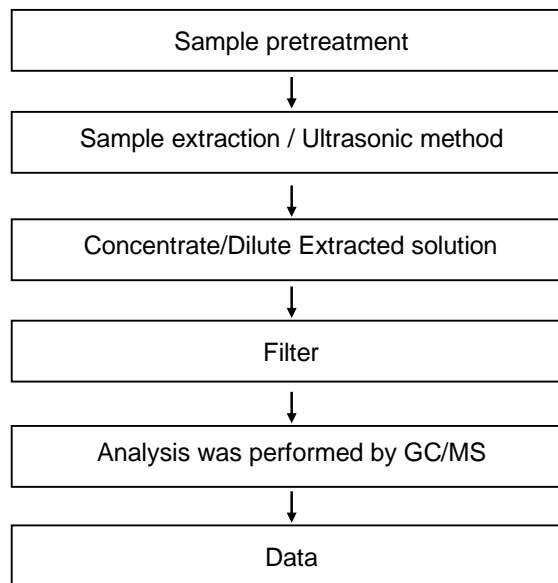 Sample pretreatment
Sample extraction / Ultrasonic method
Concentrate/Dilute Extracted solution
Filter
Analysis was performed by GC/MS
Data